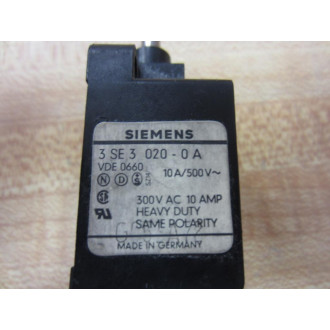 SIEMENS
3 SE 3 020 - 0 A
VDE 0660
N D S 10 A/500 V~
300V AC 10 AMP
HEAVY DUTY
SAME POLARITY
MADE IN GERMANY